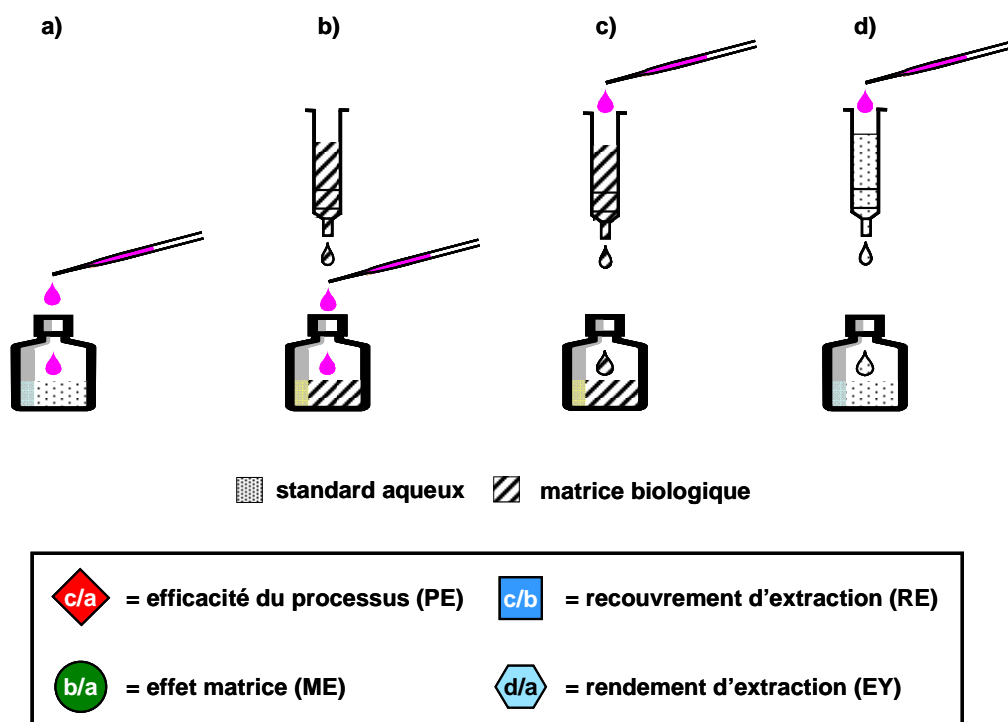 a) b) c) d)
standard aqueux matrice biologique
c/a = efficacité du processus (PE) c/b = recouvrement d'extraction (RE)
b/a = effet matrice (ME) d/a = rendement d'extraction (EY)